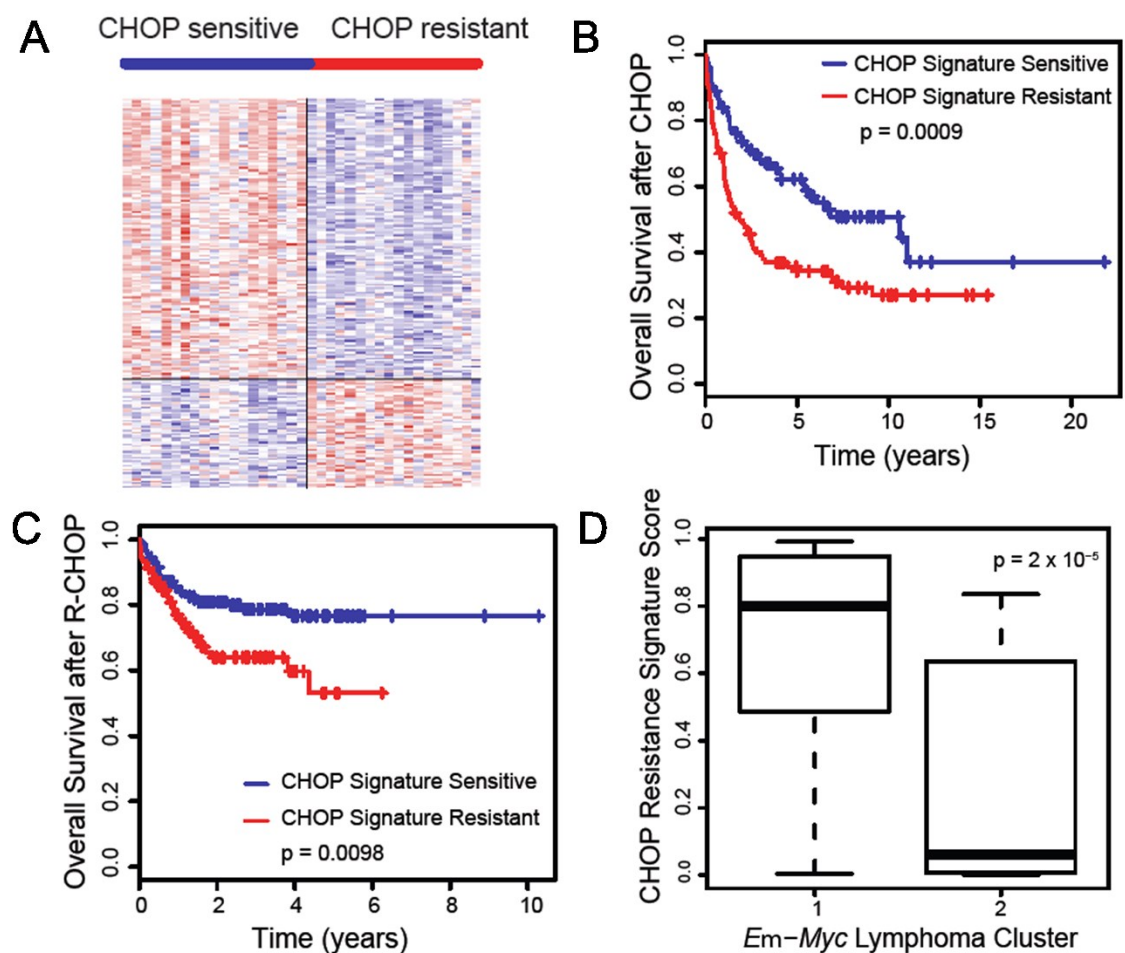 A
CHOP sensitive
CHOP resistant
B
Overall Survival after CHOP
1.0
0.8
0.6
0.4
0.2
0.0
CHOP Signature Sensitive
CHOP Signature Resistant
p = 0.0009
0 5 10 15 20
Time (years)
C
Overall Survival after R-CHOP
1.0
0.8
0.6
0.4
0.2
0.0
CHOP Signature Sensitive
CHOP Signature Resistant
p = 0.0098
0 2 4 6 8 10
Time (years)
D
CHOP Resistance Signature Score
1.0
0.8
0.6
0.4
0.2
0.0
p = 2 x 10⁻⁵
1 2
Em−Myc Lymphoma Cluster